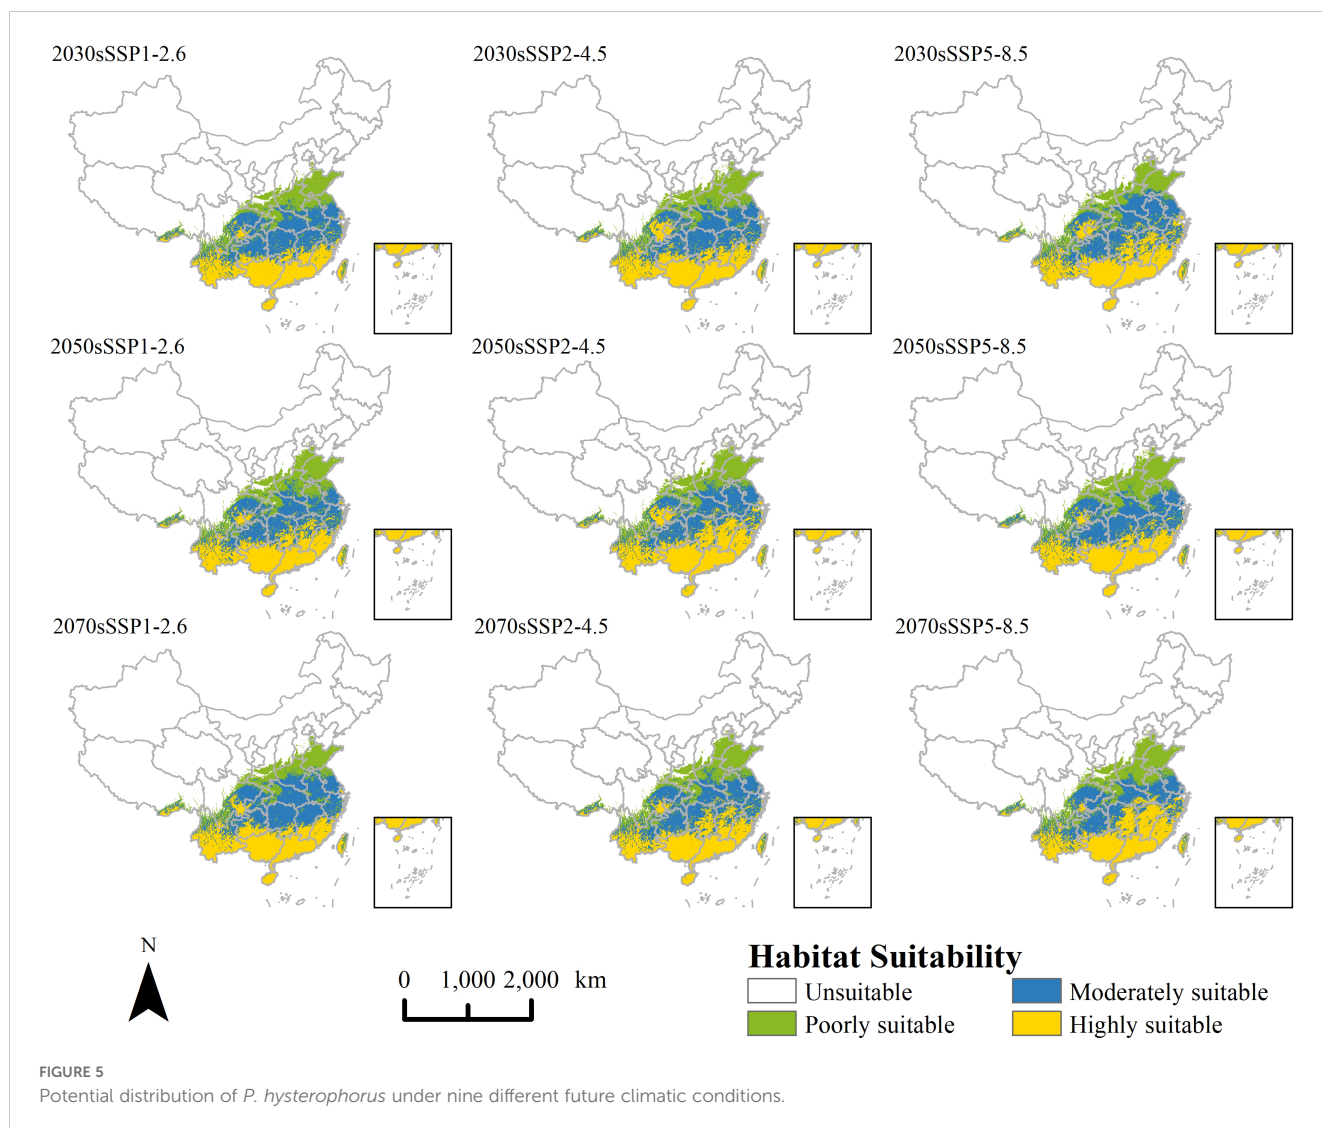 2030sSSP1-2.6
2030sSSP2-4.5
2030sSSP5-8.5
2050sSSP1-2.6
2050sSSP2-4.5
2050sSSP5-8.5
2070sSSP1-2.6
2070sSSP2-4.5
2070sSSP5-8.5
N
0 1,000 2,000 km
Habitat Suitability
Unsuitable
Moderately suitable
Poorly suitable
Highly suitable
FIGURE 5
Potential distribution of P. hysterophorus under nine different future climatic conditions.